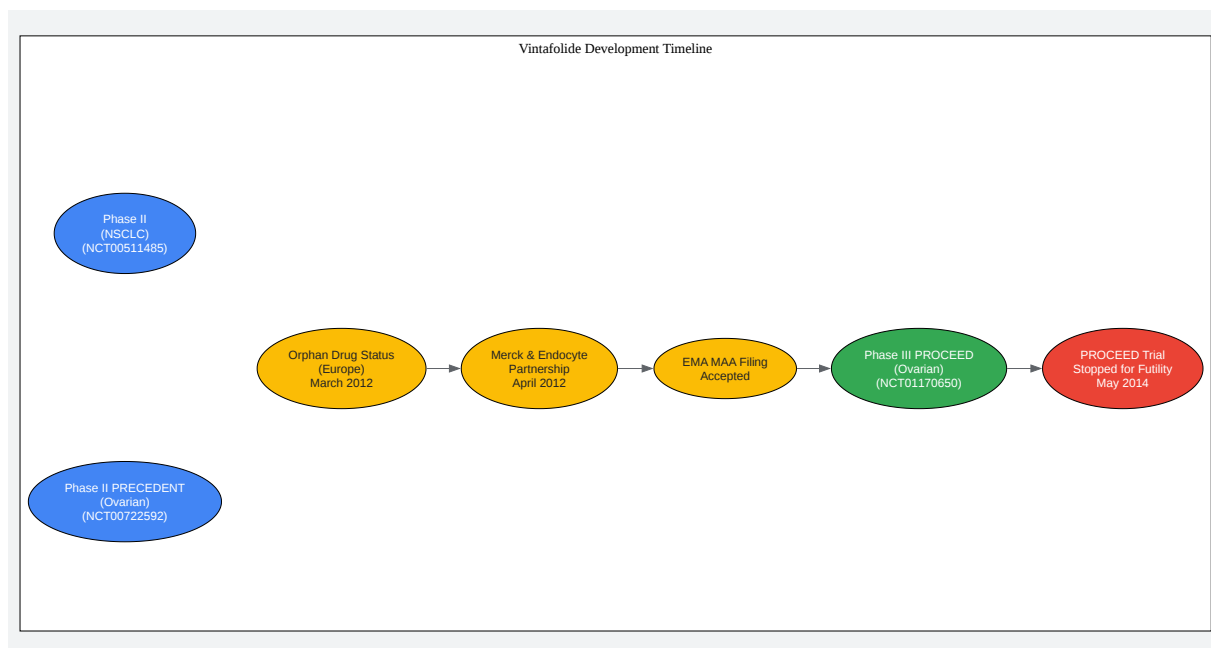 Vintafolide Development Timeline
Phase II
(NSCLC)
(NCT00511485)
Orphan Drug Status
(Europe)
March 2012
Merck & Endocyte
Partnership
April 2012
EMA MAA Filing
Accepted
Phase III PROCEED
(Ovarian)
(NCT01170650)
PROCEED Trial
Stopped for Futility
May 2014
Phase II PRECEDENT
(Ovarian)
(NCT00722592)